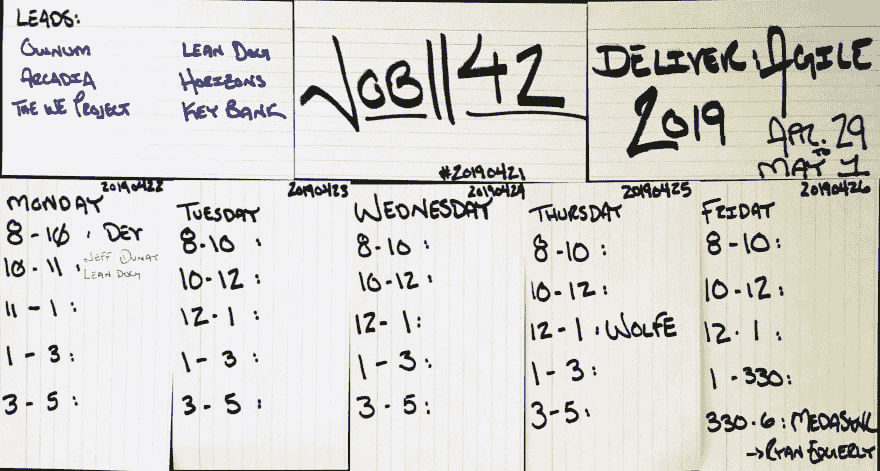 LEADS:
LEAN DOG
ARCADIA HORIZONS
THE WE PROJECT KEY BANK
JOB||42
#20190421
DELIVER:AGILE
2019
APR. 29
TO
MAY 1
20190422
MONDAY
8-10: DEV
10-11: JEFF
LEAN DOG
11-1:
1-3:
3-5:
20190423
TUESDAY
8-10:
10-12:
12-1:
1-3:
3-5:
20190424
WEDNESDAY
8-10:
10-12:
12-1:
1-3:
3-5:
20190425
THURSDAY
8-10:
10-12:
12-1: WOLFE
1-3:
3-5:
20190426
FRIDAY
8-10:
10-12:
12-1:
1-330:
330-6:
→RYAN EDGERLY